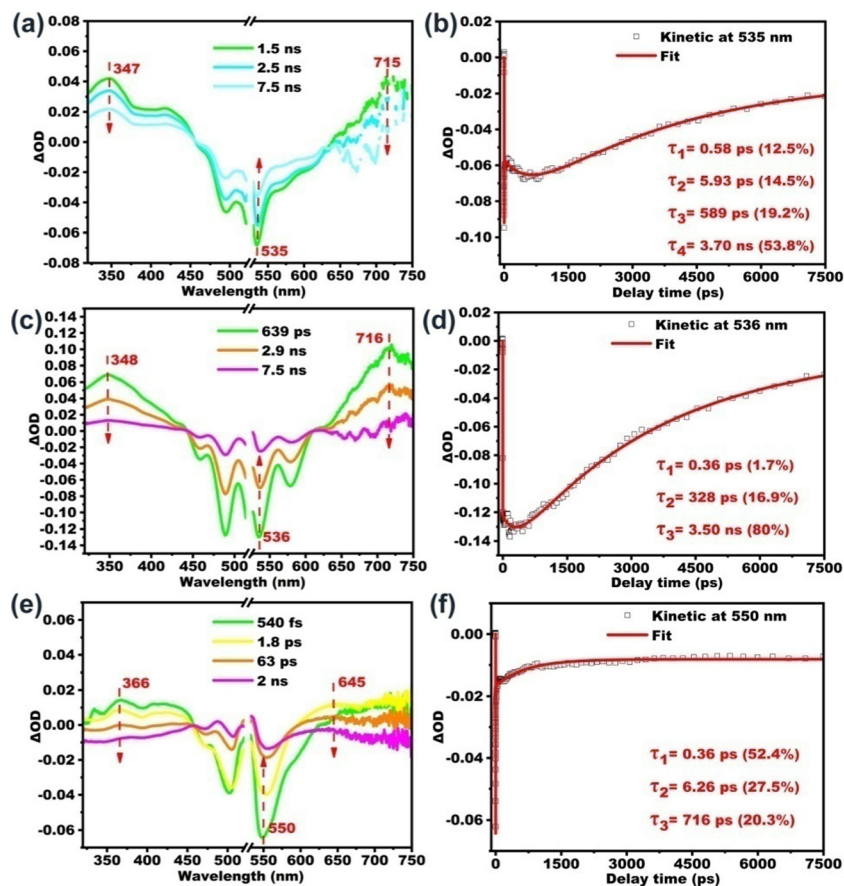 (a)
0.08
0.06
0.04
0.02
0.00
-0.02
-0.04
-0.06
0.08
ΔOD
347
1.5 ns
2.5 ns
7.5 ns
715
535
350 400 450 500 550 600 650 700 750
Wavelength (nm)
(b)
0.00
-0.02
-0.04
-0.06
-0.08
-0.10
ΔOD
Kinetic at 535 nm
Fit
τ1= 0.58 ps (12.5%)
τ2= 5.93 ps (14.5%)
τ3= 589 ps (19.2%)
τ4= 3.70 ns (53.8%)
0 1500 3000 4500 6000 7500
Delay time (ps)
(c)
0.14
0.12
0.10
0.08
0.06
0.04
0.02
0.00
-0.02
-0.04
-0.06
-0.08
-0.10
-0.12
-0.14
ΔOD
348
639 ps
2.9 ns
7.5 ns
716
536
350 400 450 500 550 600 650 700 750
Wavelength (nm)
(d)
-0.02
0.00
-0.02
-0.04
-0.06
-0.08
-0.10
-0.12
-0.14
ΔOD
Kinetic at 536 nm
Fit
τ1= 0.36 ps (1.7%)
τ2= 328 ps (16.9%)
τ3= 3.50 ns (80%)
0 1500 3000 4500 6000 7500
Delay time (ps)
(e)
0.06
0.04
0.02
0.00
-0.02
-0.04
-0.06
ΔOD
366
540 fs
1.8 ps
63 ps
2 ns
645
550
350 400 450 500 550 600 650 700 750
Wavelength (nm)
(f)
0.00
-0.02
-0.04
-0.06
ΔOD
Kinetic at 550 nm
Fit
τ1= 0.36 ps (52.4%)
τ2= 6.26 ps (27.5%)
τ3= 716 ps (20.3%)
0 1500 3000 4500 6000 7500
Delay time (ps)